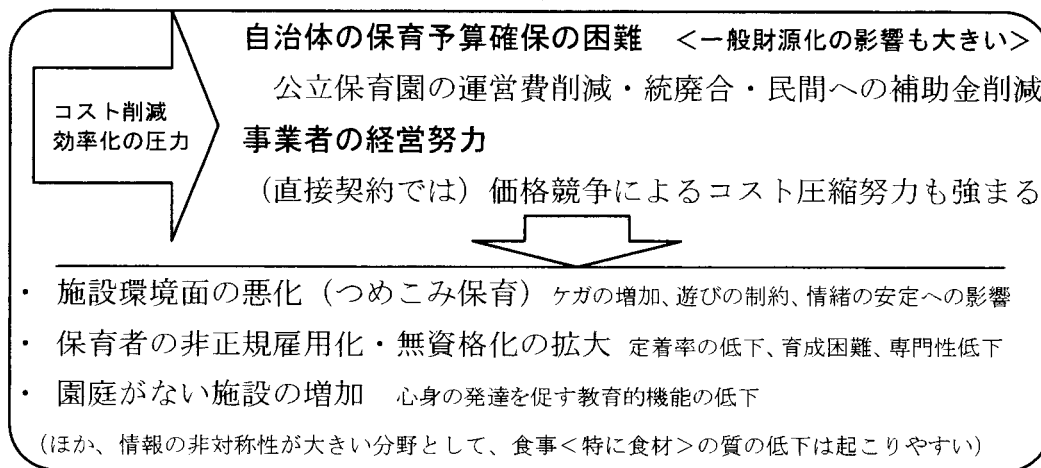 自治体の保育予算確保の困難 <一般財源化の影響も大きい>
公立保育園の運営費削減・統廃合・民間への補助金削減
コスト削減
効率化の圧力
事業者の経営努力
(直接契約では)価格競争によるコスト圧縮努力も強まる
・ 施設環境面の悪化(つめこみ保育) ケガの増加、遊びの制約、情緒の安定への影響
・ 保育者の非正規雇用化・無資格化の拡大 定着率の低下、育成困難、専門性低下
・ 園庭がない施設の増加 心身の発達を促す教育的機能の低下
(ほか、情報の非対称性が大きい分野として、食事<特に食材>の質の低下は起こりやすい)